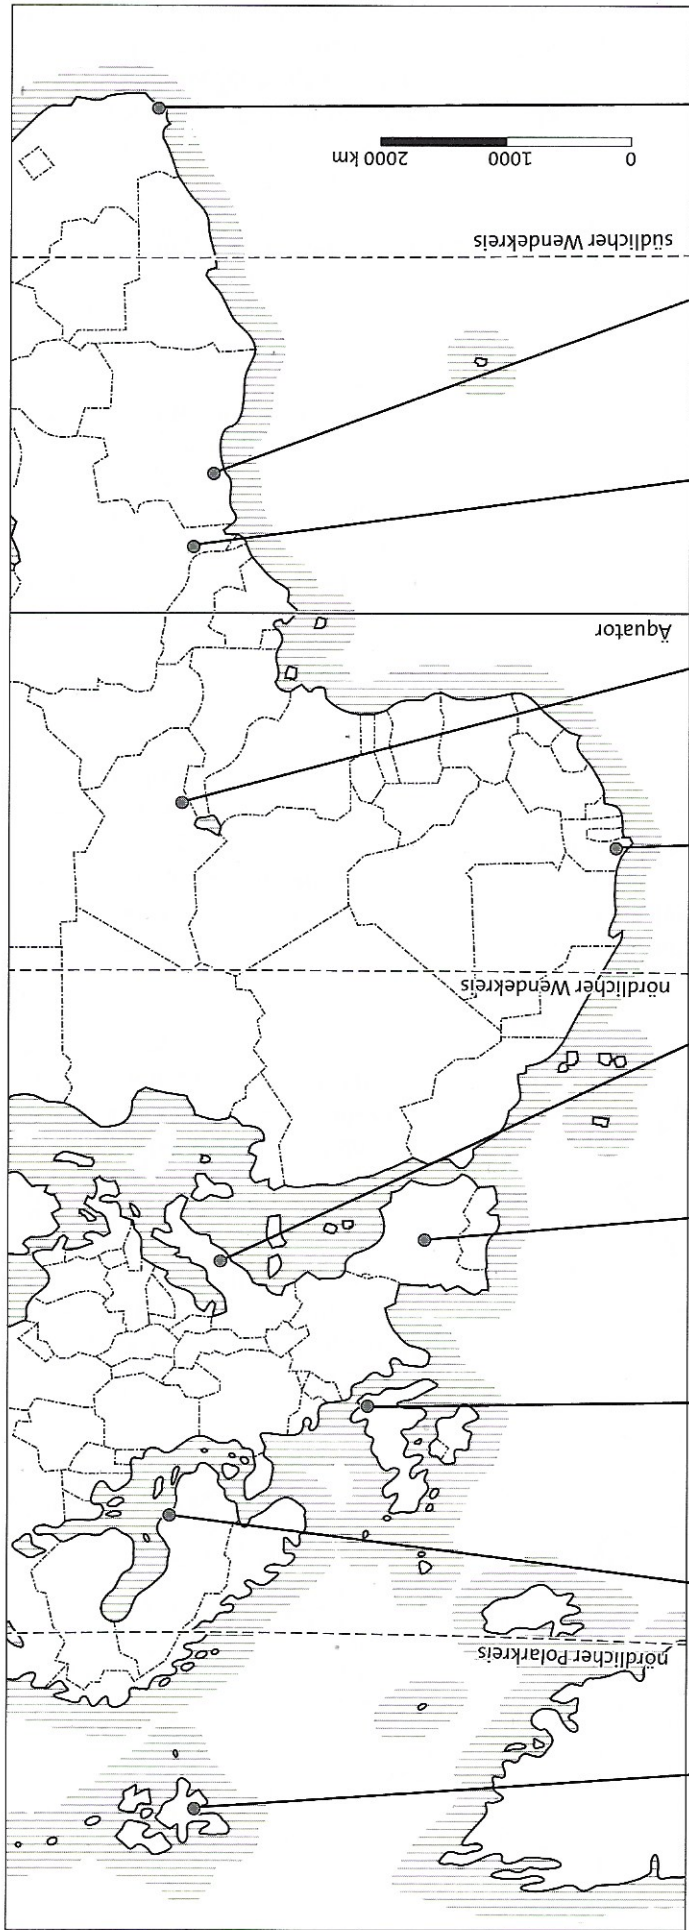 nördlicher Polarkreis
nördlicher Wendekreis
Äquator
südlicher Wendekreis
0 1000 2000 km